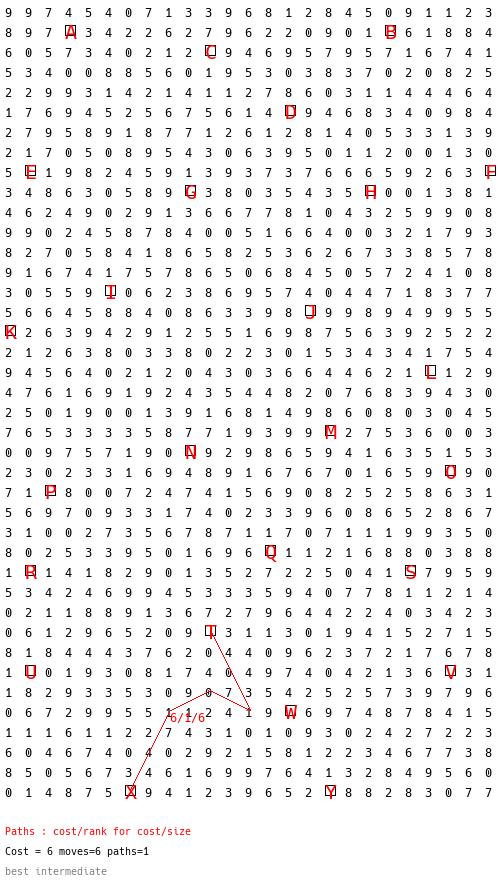 9 9 7 4 5 4 0 7 1 3 3 9 6 8 1 2 8 4 5 0 9 1 1 2 3
8 9 7 A 3 4 2 2 6 2 7 9 6 2 2 0 9 0 1 B 6 1 8 8 4
6 0 5 7 3 4 0 2 1 2 C 9 4 6 9 5 7 9 5 7 1 6 7 4 1
5 3 4 0 0 8 8 5 6 0 1 9 5 3 0 3 8 3 7 0 2 0 8 2 5
2 2 9 9 3 1 4 2 1 4 1 1 2 7 8 6 0 3 1 1 4 4 4 6 4
1 7 6 9 4 5 2 5 6 7 5 6 1 4 D 9 4 6 8 3 4 0 9 8 4
2 7 9 5 8 9 1 8 7 7 1 2 6 1 2 8 1 4 0 5 3 3 1 3 9
2 1 7 0 5 0 8 9 5 4 3 0 6 3 9 5 0 1 1 2 0 0 1 3 0
5 E 1 9 8 2 4 5 9 1 3 9 3 7 3 7 6 6 6 5 9 2 6 3 F
3 4 8 6 3 0 5 8 9 G 3 8 0 3 5 4 3 5 H 0 0 1 3 8 1
4 6 2 4 9 0 2 9 1 3 6 6 7 7 8 1 0 4 3 2 5 9 9 0 8
9 9 0 2 4 5 8 7 8 4 0 0 5 1 6 6 4 0 0 3 2 1 7 9 3
8 2 7 0 5 8 4 1 8 6 5 8 2 5 3 6 2 6 7 3 3 8 5 7 8
9 1 6 7 4 1 7 5 7 8 6 5 0 6 8 4 5 0 5 7 2 4 1 0 8
3 0 5 5 9 I 0 6 2 3 8 6 9 5 7 4 0 4 4 7 1 8 3 7 7
5 6 6 4 5 8 8 4 0 8 6 3 3 9 8 J 9 9 8 9 4 9 9 5 5
K 2 6 3 9 4 2 9 1 2 5 5 1 6 9 8 7 5 6 3 9 2 5 2 2
2 1 2 6 3 8 0 3 3 8 0 2 2 3 0 1 5 3 4 3 4 1 7 5 4
9 4 5 6 4 0 2 1 2 0 4 3 0 3 6 6 4 4 6 2 1 L 1 2 9
4 7 6 1 6 9 1 9 2 4 3 5 4 4 8 2 0 7 6 8 3 9 4 3 0
2 5 0 1 9 0 0 1 3 9 1 6 8 1 4 9 8 6 0 8 0 3 0 4 5
7 6 5 3 3 3 3 5 8 7 7 1 9 3 9 9 M 2 7 5 3 6 0 0 3
0 0 9 7 5 7 1 9 0 N 9 2 9 8 6 5 9 4 1 6 3 5 1 5 3
2 3 0 2 3 3 1 6 9 4 8 9 1 6 7 6 7 0 1 6 5 9 O 9 0
7 1 P 8 0 0 7 2 4 7 4 1 5 6 9 0 8 2 5 2 5 8 6 3 1
5 6 9 7 0 9 3 3 1 7 4 0 2 3 3 9 6 0 8 6 5 2 8 6 7
3 1 0 0 2 7 3 5 6 7 8 7 1 1 7 0 7 1 1 1 9 9 3 5 0
8 0 2 5 3 3 9 5 0 1 6 9 6 Q 1 1 2 1 6 8 8 0 3 8 8
1 R 1 4 1 8 2 9 0 1 3 5 2 7 2 2 5 0 4 1 S 7 9 5 9
5 3 4 2 4 6 9 9 4 5 3 3 3 5 9 4 0 7 7 8 1 1 2 1 4
0 2 1 1 8 8 9 1 3 6 7 2 7 9 6 4 4 2 2 4 0 3 4 2 3
0 6 1 2 9 6 5 2 0 9 T 3 1 1 3 0 1 9 4 1 5 2 7 1 5
8 1 8 4 4 4 3 7 6 2 0 4 4 0 9 6 2 3 7 2 1 7 6 7 8
1 U 0 1 9 3 0 8 1 7 4 0 4 9 7 4 0 4 2 1 3 6 V 3 1
1 8 2 9 3 3 5 3 0 9 0 7 3 5 4 2 5 2 5 7 3 9 7 9 6
0 6 7 2 9 9 5 5 1 1 2 4 1 9 W 6 9 7 4 8 7 8 4 1 5
6/1/6
1 1 1 6 1 1 2 2 7 4 3 1 0 1 0 9 3 0 2 4 2 7 2 2 3
6 0 4 6 7 4 0 4 0 2 9 2 1 5 8 1 2 2 3 4 6 7 7 3 8
8 5 0 5 6 7 3 4 6 1 6 9 9 7 6 4 1 3 2 8 4 9 5 6 0
0 1 4 8 7 5 X 9 4 1 2 3 9 6 5 2 Y 8 8 2 8 3 0 7 7
Paths : cost/rank for cost/size
Cost = 6 moves=6 paths=1
best intermediate